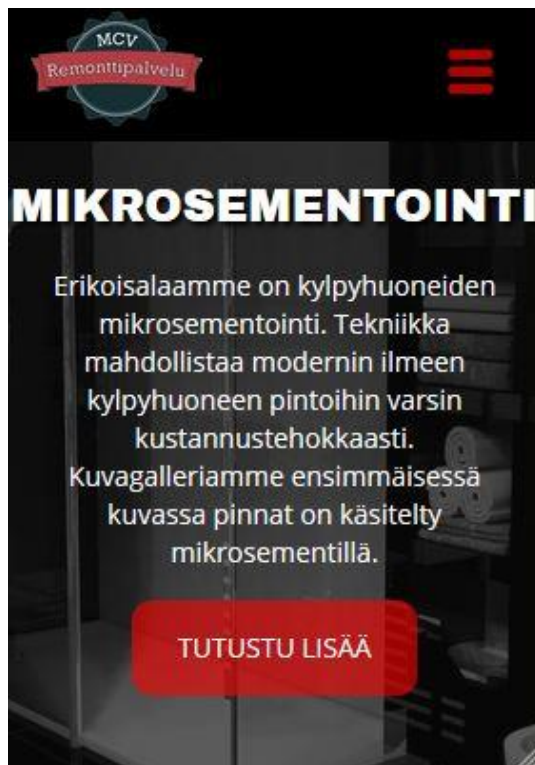 MCV
Remonttipalvelu
MIKROSEMENTOINTI
Erikoisalaamme on kylpyhuoneiden
mikrosementointi. Tekniikka
mahdollistaa modernin ilmeen
kylpyhuoneen pintoihin varsin
kustannustehokkaasti.
Kuvagalleriamme ensimmäisessä
kuvassa pinnat on käsitelty
mikrosementillä.
TUTUSTU LISÄÄ